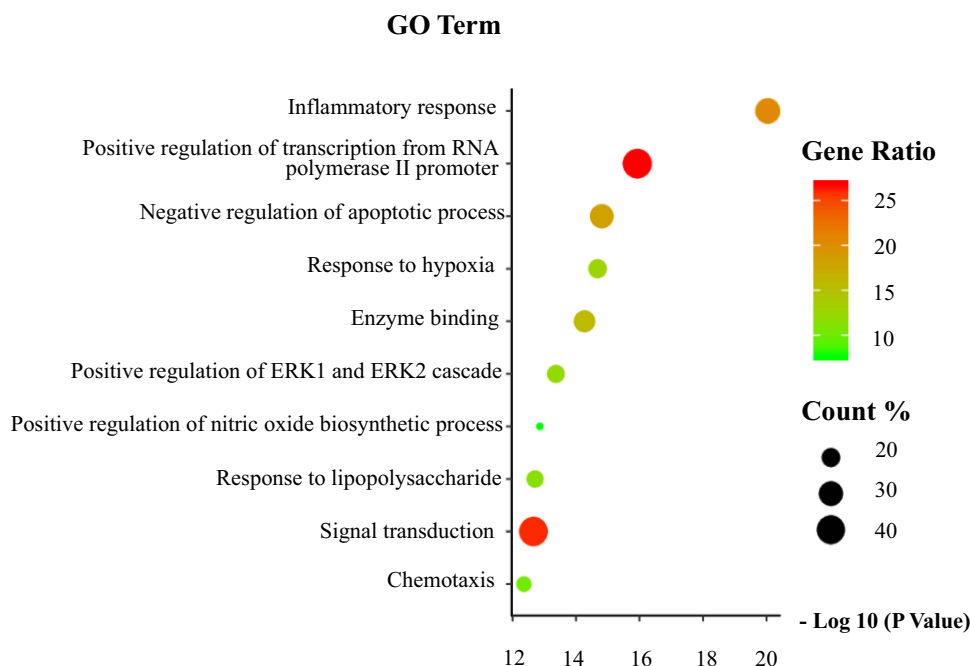 GO Term
Inflammatory response
Positive regulation of transcription from RNA
polymerase II promoter
Negative regulation of apoptotic process
Response to hypoxia
Enzyme binding
Positive regulation of ERK1 and ERK2 cascade
Positive regulation of nitric oxide biosynthetic process
Response to lipopolysaccharide
Signal transduction
Chemotaxis
12 14 16 18 20
- Log 10 (P Value)
Gene Ratio
25
20
15
10
Count %
20
30
40